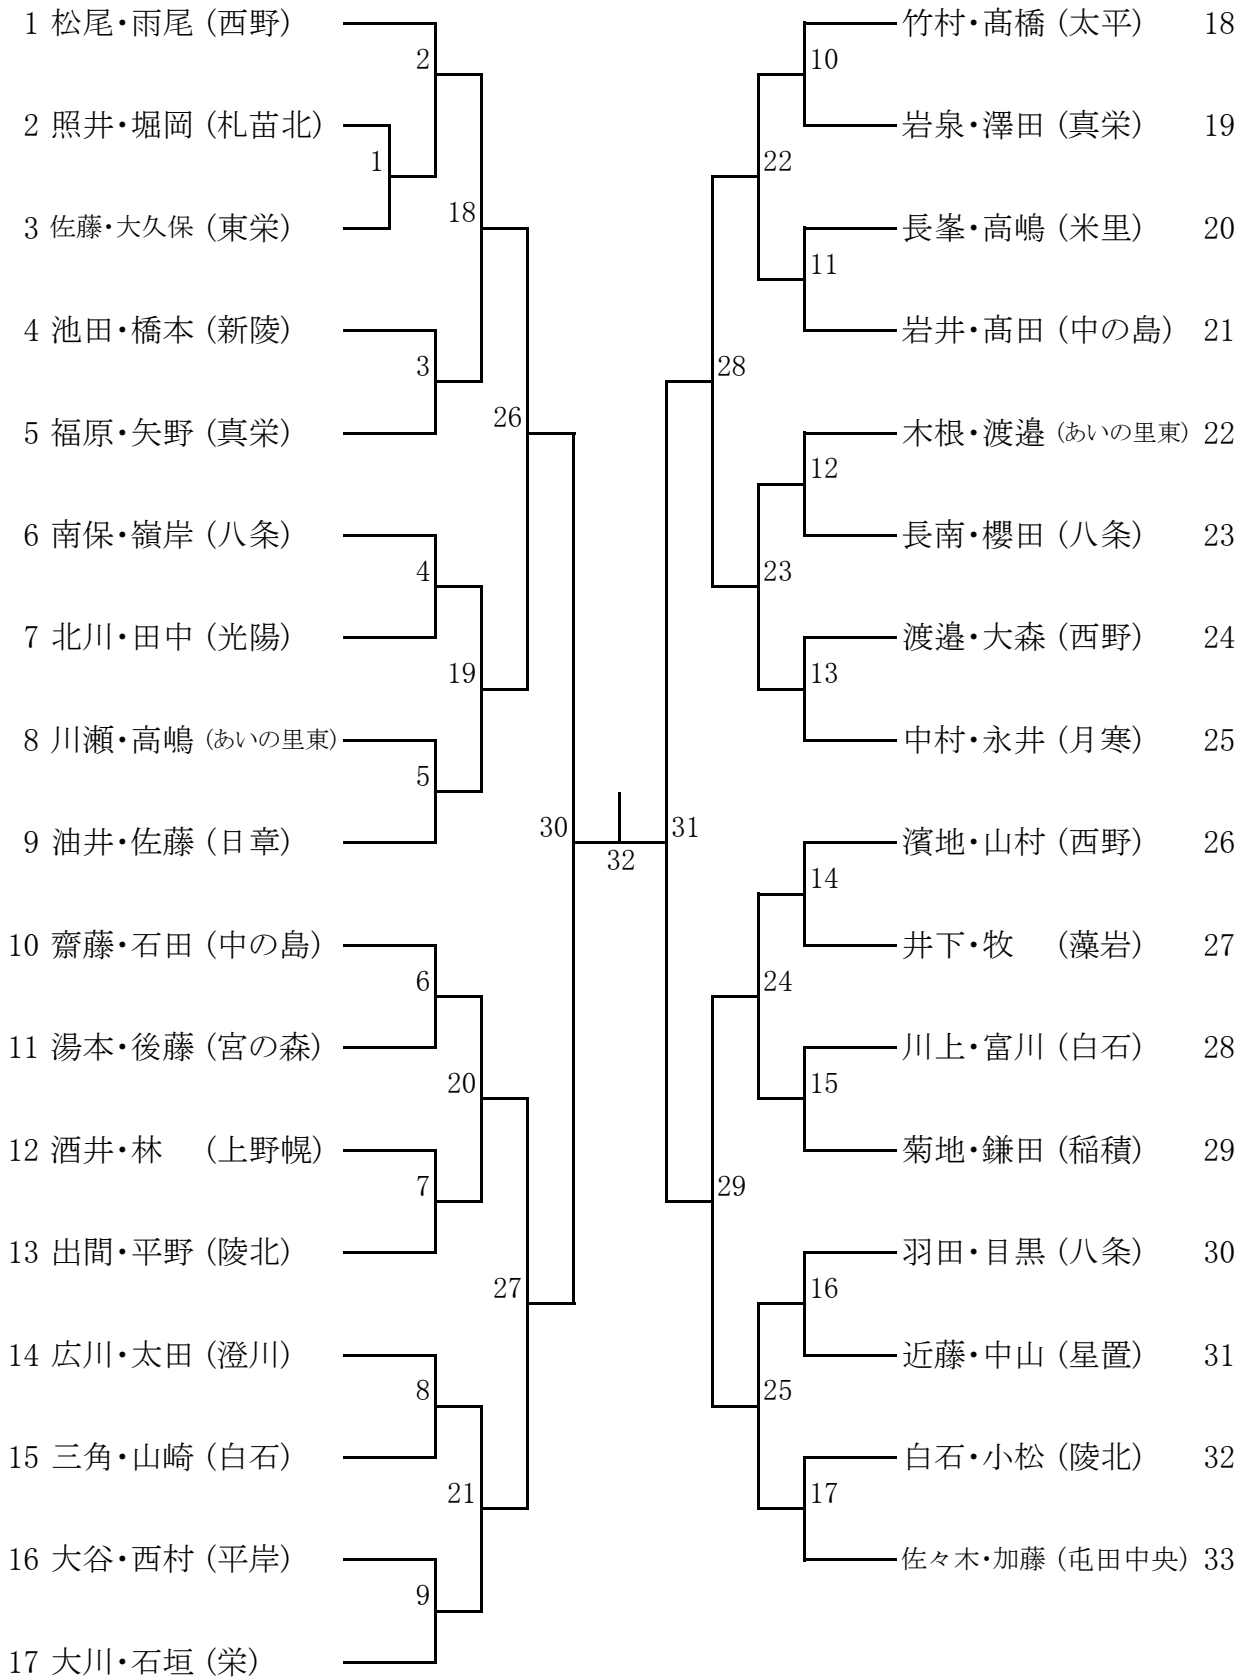 1 松尾・雨尾 (西野)
2
2 照井・堀岡 (札苗北)
1
3 佐藤・大久保 (東栄)
18
4 池田・橋本 (新陵)
3
5 福原・矢野 (真栄)
26
6 南保・嶺岸 (八条)
4
7 北川・田中 (光陽)
19
8 川瀬・高嶋 (あいの里東)
5
9 油井・佐藤 (日章)
30
10 齋藤・石田 (中の島)
6
11 湯本・後藤 (宮の森)
20
12 酒井・林 (上野幌)
7
13 出間・平野 (陵北)
27
14 広川・太田 (澄川)
8
15 三角・山崎 (白石)
21
16 大谷・西村 (平岸)
9
17 大川・石垣 (栄)
32
竹村・髙橋 (太平) 18
10
岩泉・澤田 (真栄) 19
22
長峯・高嶋 (米里) 20
11
岩井・髙田 (中の島) 21
28
木根・渡邉 (あいの里東) 22
12
長南・櫻田 (八条) 23
23
渡邉・大森 (西野) 24
13
中村・永井 (月寒) 25
31
濱地・山村 (西野) 26
14
井下・牧 (藻岩) 27
24
川上・富川 (白石) 28
15
菊地・鎌田 (稲積) 29
29
羽田・目黒 (八条) 30
16
近藤・中山 (星置) 31
25
白石・小松 (陵北) 32
17
佐々木・加藤 (屯田中央) 33